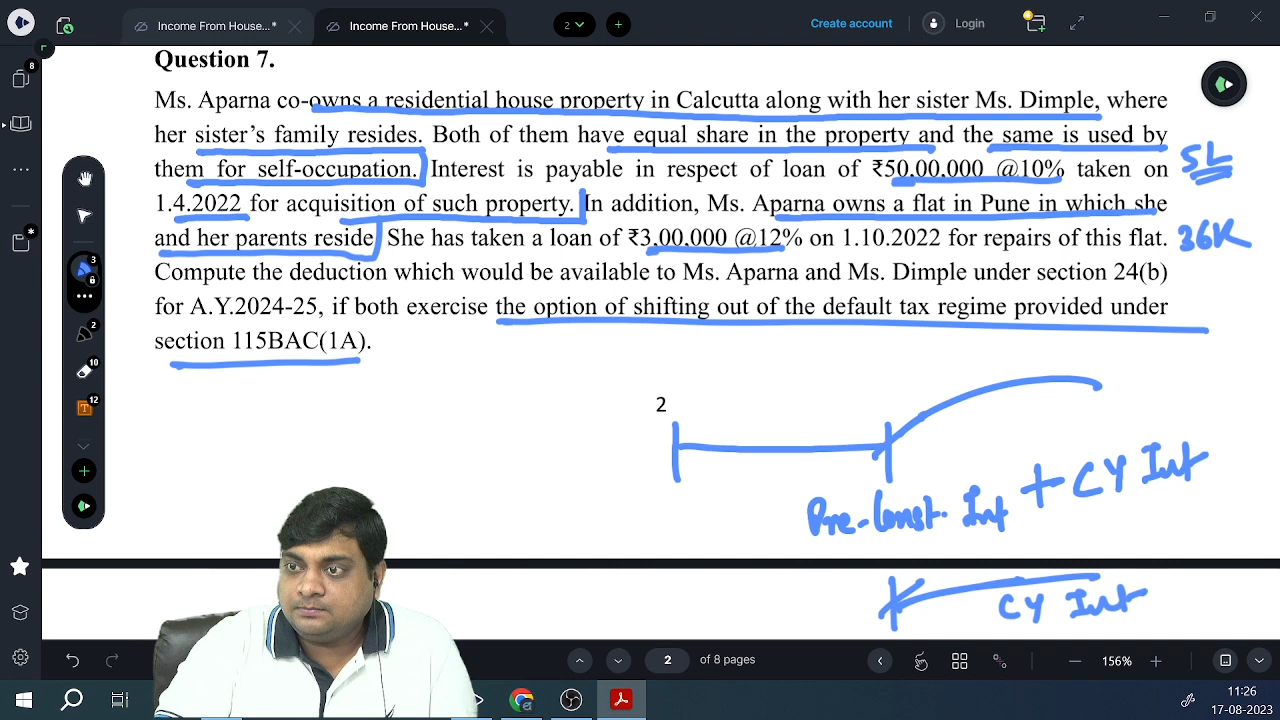 Income From House...*
Income From House...*
2
Create account
Login
8
Question 7.
Ms. Aparna co-owns a residential house property in Calcutta along with her sister Ms. Dimple, where
her sister's family resides. Both of them have equal share in the property and the same is used by
them for self-occupation. Interest is payable in respect of loan of ₹50,00,000 @10% taken on
5L
1.4.2022 for acquisition of such property. In addition, Ms. Aparna owns a flat in Pune in which she
and her parents reside. She has taken a loan of ₹3,00,000 @12% on 1.10.2022 for repairs of this flat.
36K
Compute the deduction which would be available to Ms. Aparna and Ms. Dimple under section 24(b)
for A.Y.2024-25, if both exercise the option of shifting out of the default tax regime provided under
section 115BAC(1A).
3
2
10
12
2
Pre-Const. Int + CY Int
CY Int
2 of 8 pages
156%
11:26
17-08-2023